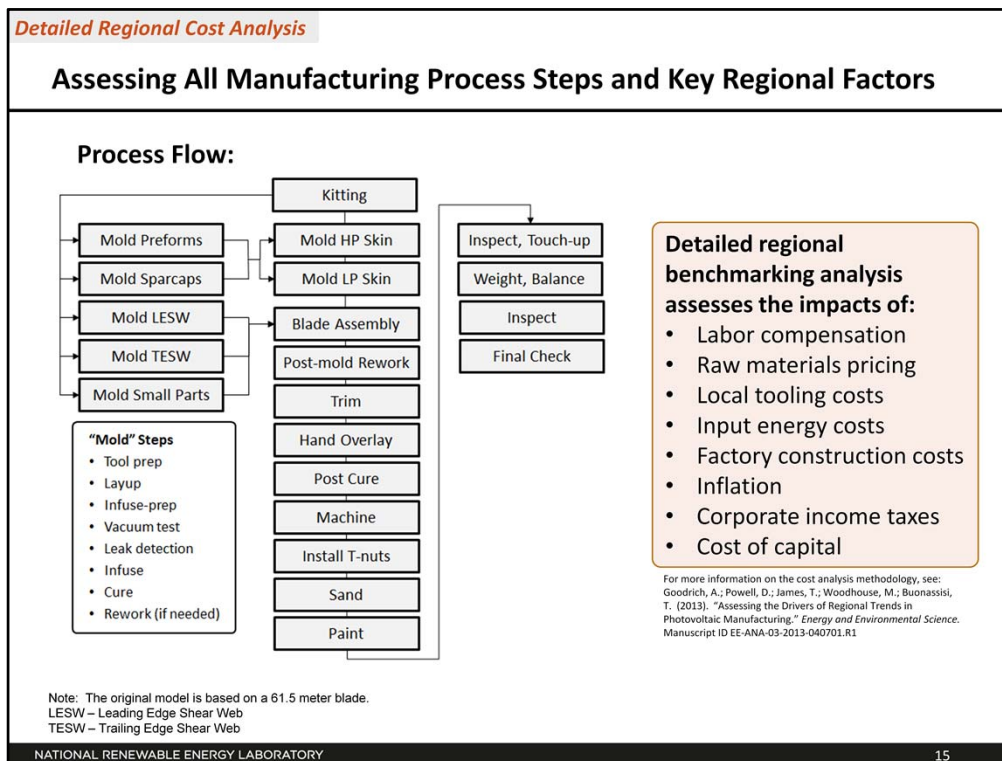 Detailed Regional Cost Analysis
Assessing All Manufacturing Process Steps and Key Regional Factors
Process Flow:
Kitting
Mold Preforms
Mold Sparcaps
Mold LESW
Mold TESW
Mold Small Parts
Mold HP Skin
Mold LP Skin
Blade Assembly
Post-mold Rework
Trim
Hand Overlay
Post Cure
Machine
Install T-nuts
Sand
Paint
Inspect, Touch-up
Weight, Balance
Inspect
Final Check
"Mold" Steps
• Tool prep
• Layup
• Infuse-prep
• Vacuum test
• Leak detection
• Infuse
• Cure
• Rework (if needed)
Detailed regional
benchmarking analysis
assesses the impacts of:
• Labor compensation
• Raw materials pricing
• Local tooling costs
• Input energy costs
• Factory construction costs
• Inflation
• Corporate income taxes
• Cost of capital
For more information on the cost analysis methodology, see:
Goodrich, A.; Powell, D.; James, T.; Woodhouse, M.; Buonassisi,
T. (2013). "Assessing the Drivers of Regional Trends in
Photovoltaic Manufacturing." Energy and Environmental Science.
Manuscript ID EE-ANA-03-2013-040701.R1
Note: The original model is based on a 61.5 meter blade.
LESW – Leading Edge Shear Web
TESW – Trailing Edge Shear Web
NATIONAL RENEWABLE ENERGY LABORATORY
15